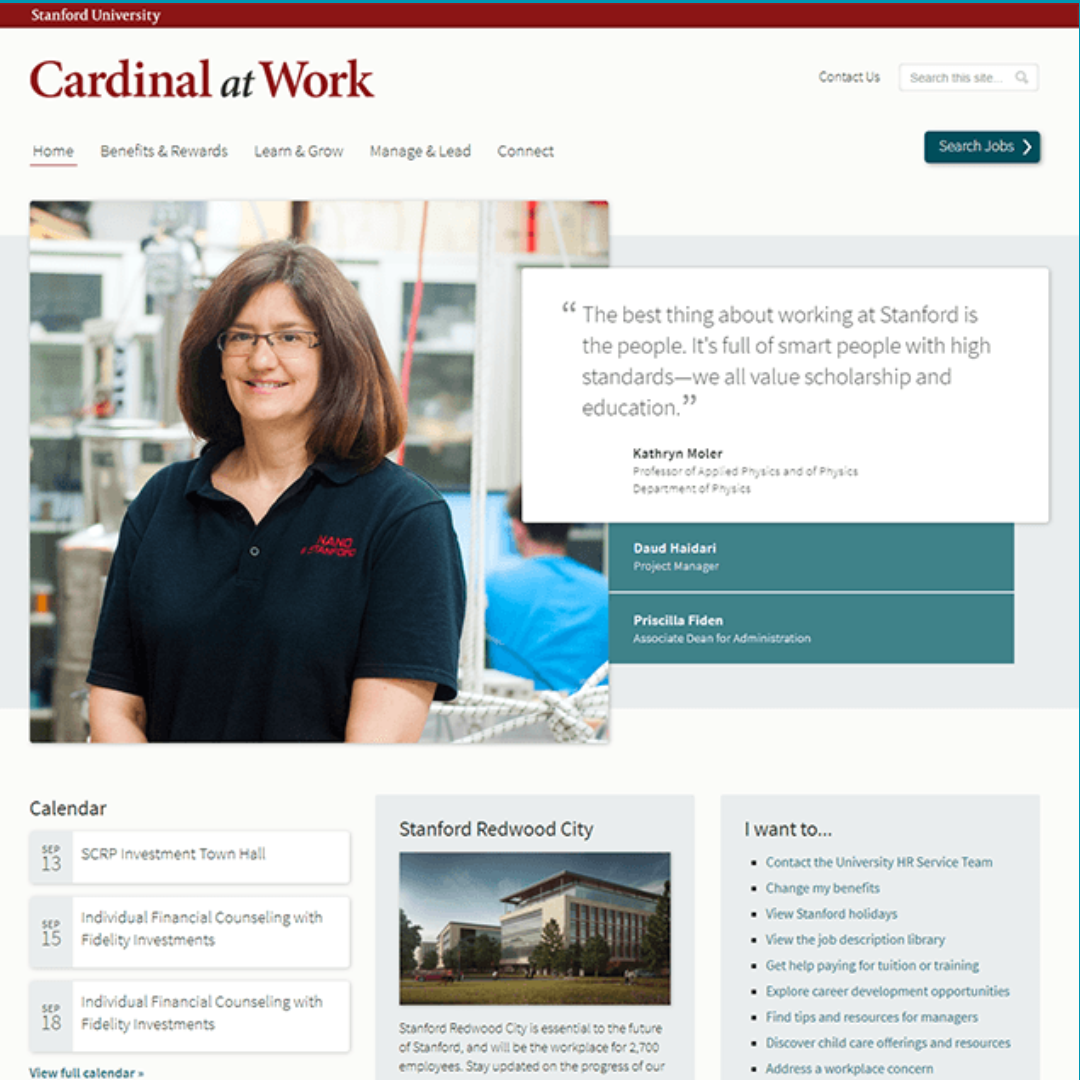 Stanford University
Cardinal at Work
Contact Us
Search this site...
Home
Benefits & Rewards
Learn & Grow
Manage & Lead
Connect
Search Jobs
“ The best thing about working at Stanford is
the people. It's full of smart people with high
standards—we all value scholarship and
education.”
Kathryn Moler
Professor of Applied Physics and of Physics
Department of Physics
NANO
@ STANFORD
Daud Haidari
Project Manager
Priscilla Fiden
Associate Dean for Administration
Calendar
SEP
13
SCRP Investment Town Hall
SEP
15
Individual Financial Counseling with
Fidelity Investments
SEP
18
Individual Financial Counseling with
Fidelity Investments
View full calendar »
Stanford Redwood City
Stanford Redwood City is essential to the future
of Stanford, and will be the workplace for 2,700
employees. Stay updated on the progress of our
I want to...
Contact the University HR Service Team
Change my benefits
View Stanford holidays
View the job description library
Get help paying for tuition or training
Explore career development opportunities
Find tips and resources for managers
Discover child care offerings and resources
Address a workplace concern